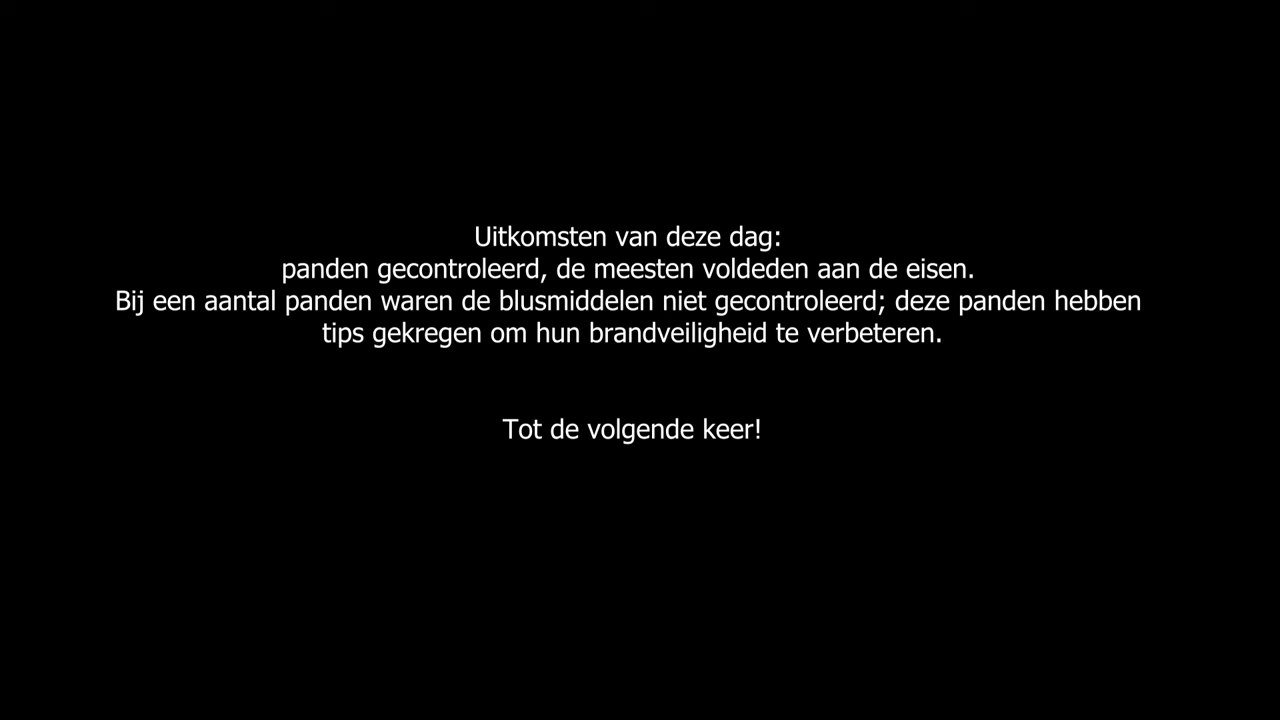 Uitkomsten van deze dag:
panden gecontroleerd, de meesten voldeden aan de eisen.
Bij een aantal panden waren de blusmiddelen niet gecontroleerd; deze panden hebben
tips gekregen om hun brandveiligheid te verbeteren.
Tot de volgende keer!